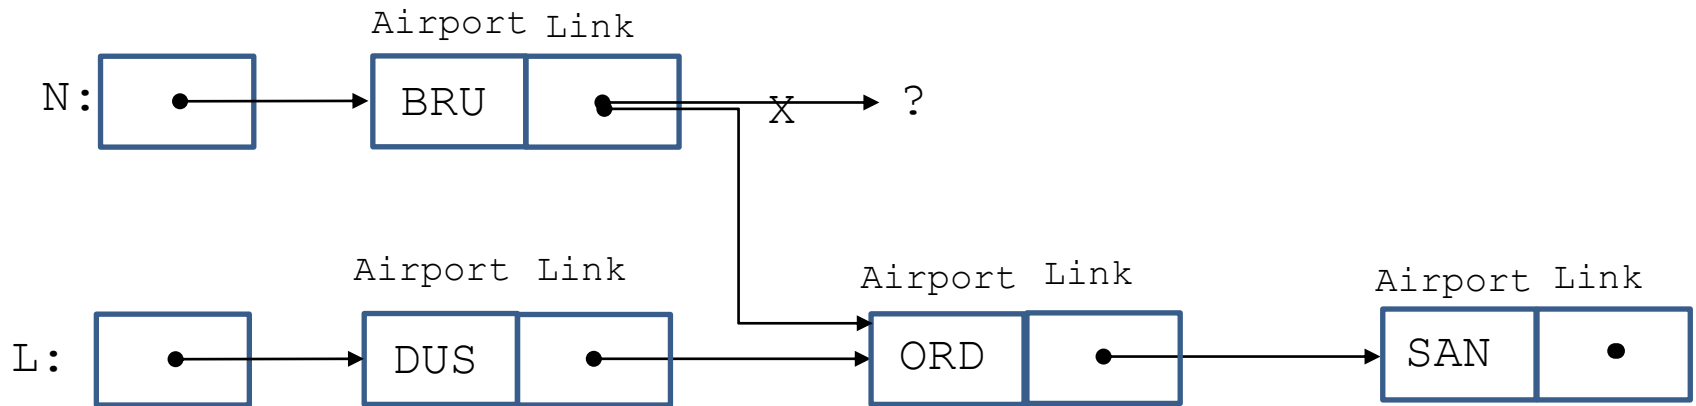 Airport Link
N: BRU X ?
Airport Link Airport Link Airport Link
L: DUS ORD SAN